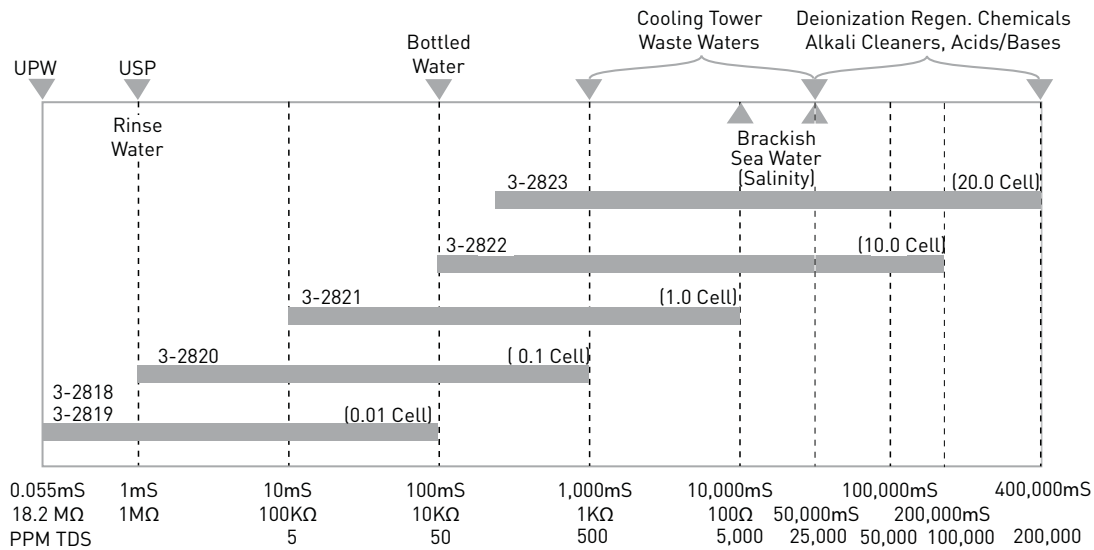 Cooling Tower
Waste Waters
Deionization Regen. Chemicals
Alkali Cleaners, Acids/Bases
Bottled
Water
UPW
USP
Rinse
Water
Brackish
Sea Water
(Salinity)
3-2823
(20.0 Cell)
3-2822
(10.0 Cell)
3-2821
(1.0 Cell)
3-2820
( 0.1 Cell)
3-2818
3-2819
(0.01 Cell)
0.055mS 1mS 10mS 100mS 1,000mS 10,000mS 100,000mS 400,000mS
18.2 MΩ 1MΩ 100KΩ 10KΩ 1KΩ 100Ω 50,000mS 200,000mS
PPM TDS 5 50 500 5,000 25,000 50,000 100,000 200,000